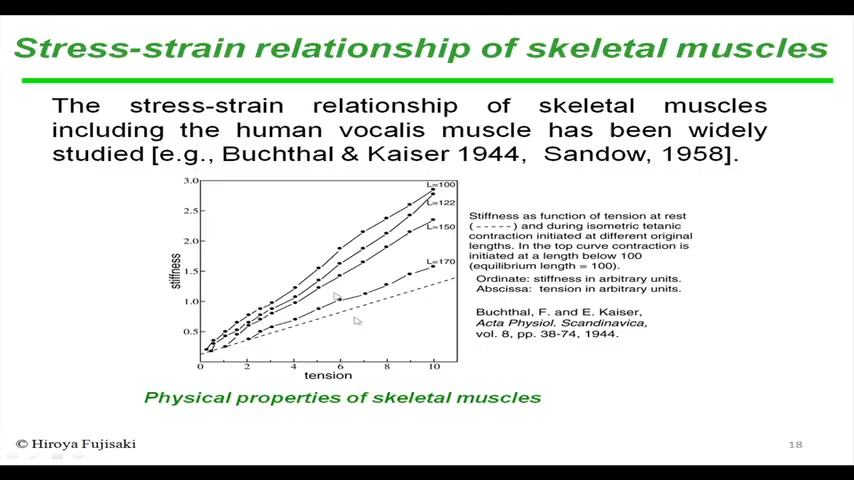 Stress-strain relationship of skeletal muscles
The stress-strain relationship of skeletal muscles
including the human vocalis muscle has been widely
studied [e.g., Buchthal & Kaiser 1944, Sandow, 1958].
3.0
2.5
2.0
1.5
1.0
0.5
stiffness
L=100
L=122
L=150
L=170
0 2 4 6 8 10
tension
Stiffness as function of tension at rest
( ----- ) and during isometric tetanic
contraction initiated at different original
lengths. In the top curve contraction is
initiated at a length below 100
(equilibrium length = 100).
Ordinate: stiffness in arbitrary units.
Abscissa: tension in arbitrary units.
Buchthal, F. and E. Kaiser,
Acta Physiol. Scandinavica,
vol. 8, pp. 38-74, 1944.
Physical properties of skeletal muscles
© Hiroya Fujisaki
18